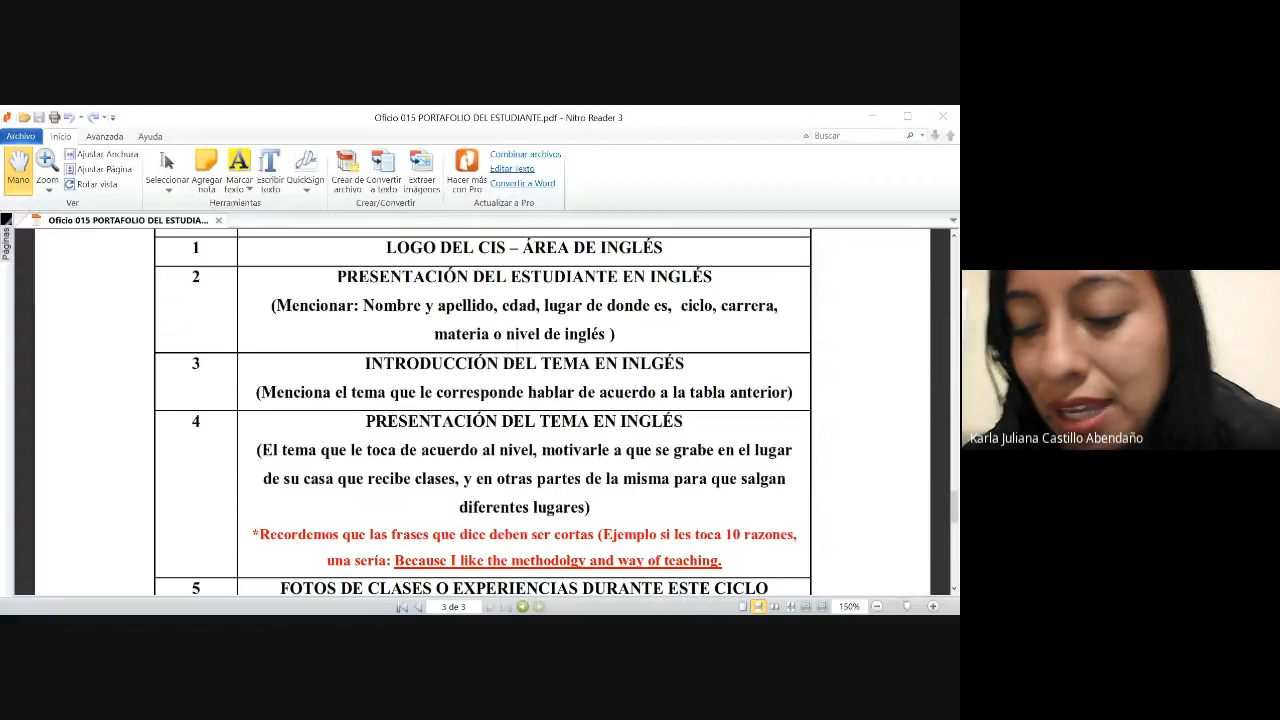 Oficio 015 PORTAFOLIO DEL ESTUDIANTE.pdf - Nitro Reader 3
Archivo Inicio Avanzada Ayuda
Buscar
Mano
Zoom
Ajustar Anchura
Ajustar Página
Rotar vista
Ver
Seleccionar
Agregar nota
Marcar texto
Escribir texto
QuickSign
Herramientas
Crear de archivo
Convertir a texto
Extraer imágenes
Crear/Convertir
Hacer más con Pro
Combinar archivos
Editar Texto
Convertir a Word
Actualizar a Pro
Oficio 015 PORTAFOLIO DEL ESTUDIA...
Páginas
1 LOGO DEL CIS – ÁREA DE INGLÉS
2 PRESENTACIÓN DEL ESTUDIANTE EN INGLÉS
(Mencionar: Nombre y apellido, edad, lugar de donde es, ciclo, carrera,
materia o nivel de inglés )
3 INTRODUCCIÓN DEL TEMA EN INLGÉS
(Menciona el tema que le corresponde hablar de acuerdo a la tabla anterior)
4 PRESENTACIÓN DEL TEMA EN INGLÉS
(El tema que le toca de acuerdo al nivel, motivarle a que se grabe en el lugar
de su casa que recibe clases, y en otras partes de la misma para que salgan
diferentes lugares)
*Recordemos que las frases que dice deben ser cortas (Ejemplo si les toca 10 razones,
una sería: Because I like the methodolgy and way of teaching.
5 FOTOS DE CLASES O EXPERIENCIAS DURANTE ESTE CICLO
3 de 3
150%
Karla Juliana Castillo Abendaño